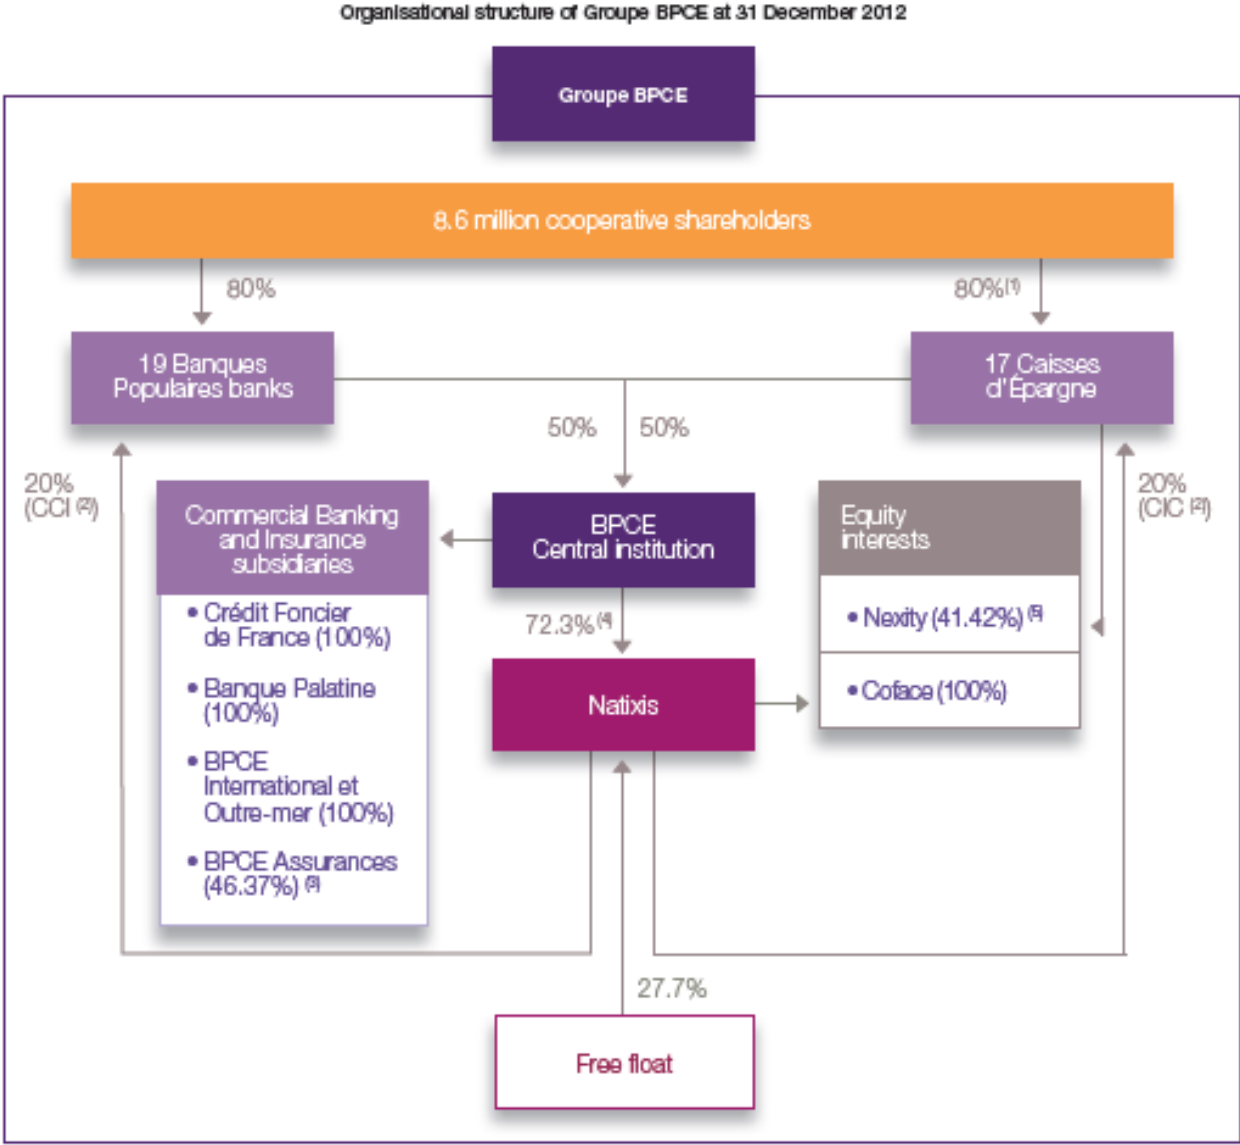 Organisational structure of Groupe BPCE at 31 December 2012
Groupe BPCE
8.6 million cooperative shareholders
80%
80%(1)
19 Banques
Populaires banks
17 Caisses
d'Épargne
50%
50%
20%
(CCI (2))
20%
(CIC (2))
Commercial Banking
and Insurance
subsidiaries
• Crédit Foncier
de France (100%)
• Banque Palatine
(100%)
• BPCE
International et
Outre-mer (100%)
• BPCE Assurances
(46.37%) (3)
BPCE
Central institution
72.3%(4)
Natixis
Equity
interests
• Nexity (41.42%) (5)
• Coface (100%)
27.7%
Free float